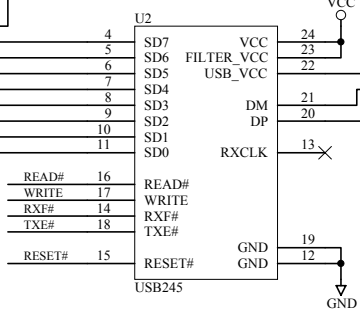 VCC
U2
4 SD7 VCC 24
5 SD6 FILTER_VCC 23
6 SD5 USB_VCC 22
7 SD4
8 SD3 DM 21
9 SD2 DP 20
10 SD1
11 SD0 RXCLK 13
READ# 16 READ#
WRITE 17 WRITE
RXF# 14 RXF#
TXE# 18 TXE#
GND 19
RESET# 15 RESET# GND 12
USB245
GND